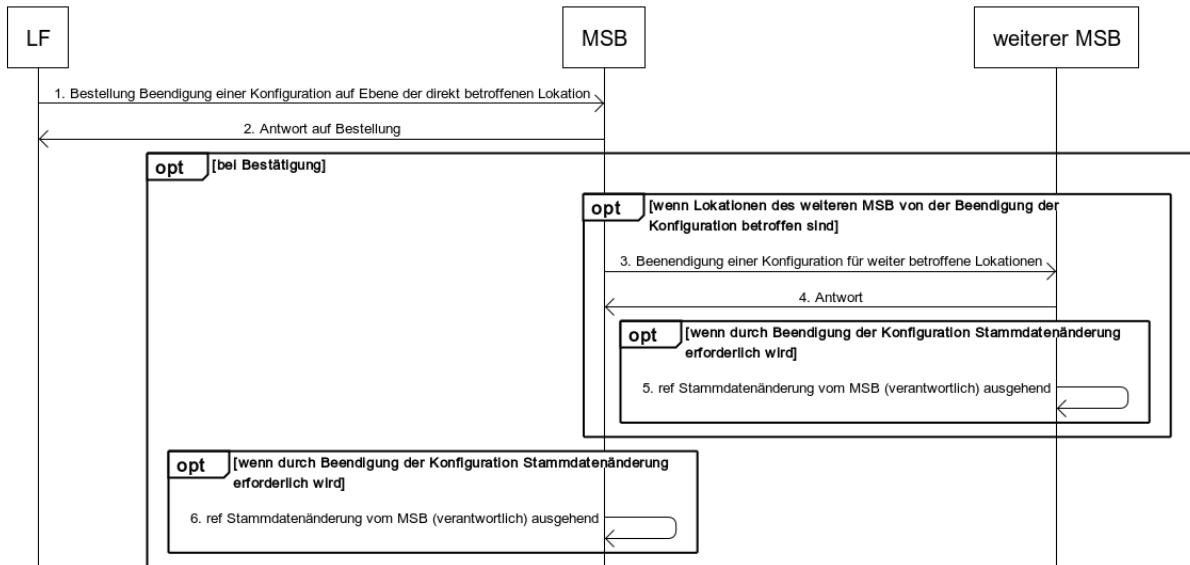 LF
MSB
weiterer MSB
1. Bestellung Beendigung einer Konfiguration auf Ebene der direkt betroffenen Lokation
2. Antwort auf Bestellung
opt [bei Bestätigung]
opt [wenn Lokationen des weiteren MSB von der Beendigung der
Konfiguration betroffen sind]
3. Beenendigung einer Konfiguration für weiter betroffene Lokationen
4. Antwort
opt [wenn durch Beendigung der Konfiguration Stammdatenänderung
erforderlich wird]
5. ref Stammdatenänderung vom MSB (verantwortlich) ausgehend
opt [wenn durch Beendigung der Konfiguration Stammdatenänderung
erforderlich wird]
6. ref Stammdatenänderung vom MSB (verantwortlich) ausgehend